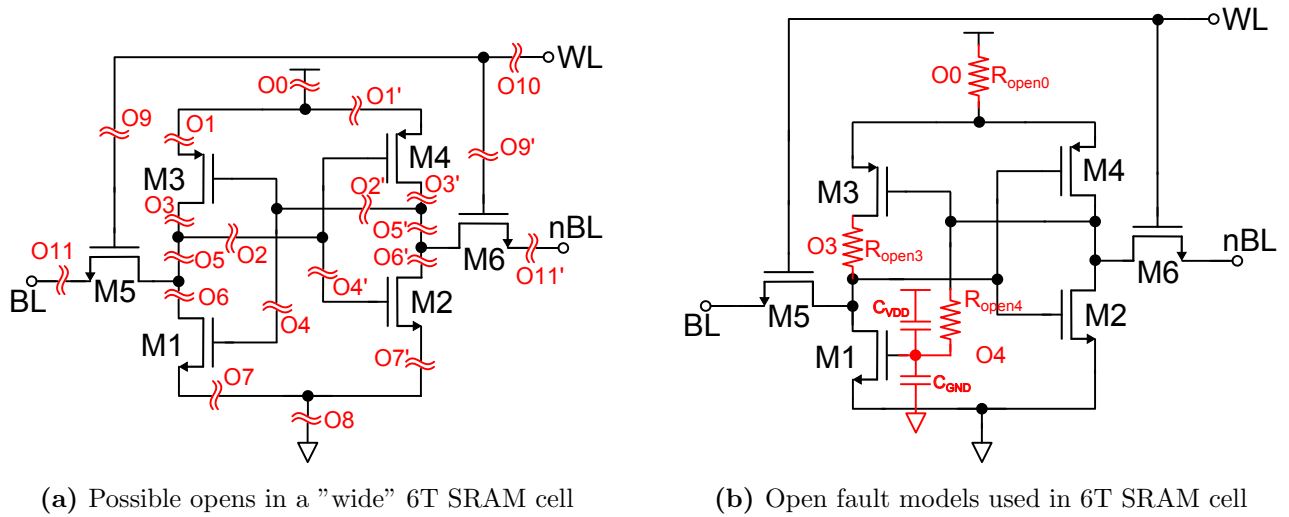 WL
O10
O0
O1'
O9
O1
O9'
M4
M3
O2'
O3'
O3
O5'
nBL
O11
O5
O2
O6'
M6
O11'
BL
M5
O6
O4'
M2
O4
M1
O7'
O7
O8
(a) Possible opens in a "wide" 6T SRAM cell
WL
O0
Ropen0
M4
M3
O3
Ropen3
nBL
M6
BL
M5
CVDD
Ropen4
M2
M1
O4
CGND
(b) Open fault models used in 6T SRAM cell